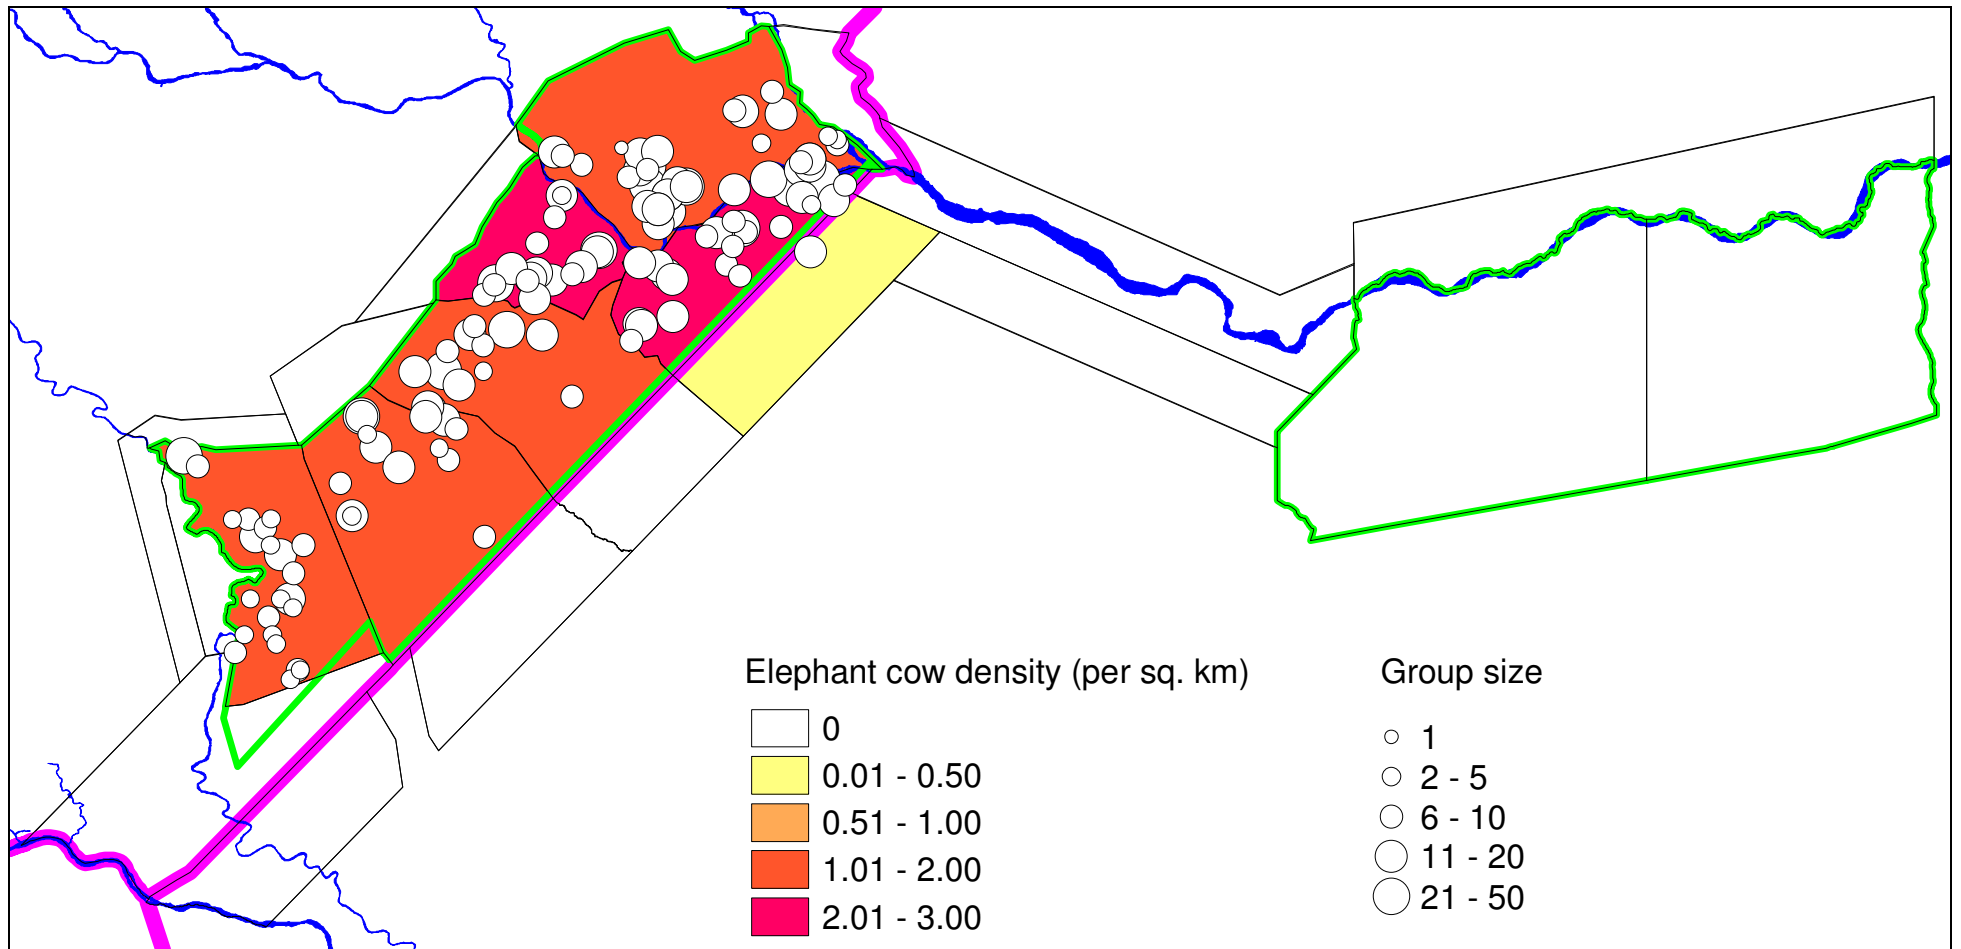 Elephant cow density (per sq. km)
0
0.01 - 0.50
0.51 - 1.00
1.01 - 2.00
2.01 - 3.00
Group size
1
2 - 5
6 - 10
11 - 20
21 - 50